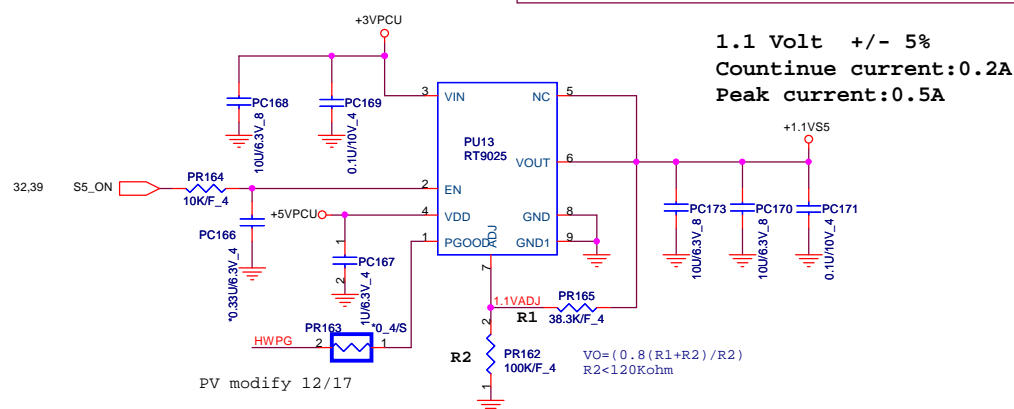 +3VPCU
1.1 Volt +/- 5%
Countinue current:0.2A
Peak current:0.5A
PC168
10U/6.3V_8
PC169
0.1U/10V_4
3
VIN
NC
5
PU13
RT9025
+1.1VS5
VOUT
6
32,39
S5_ON
PR164
10K/F_4
2
EN
+5VPCU
4
VDD
GND
8
1
PGOOD
ADJ
GND1
9
7
PC166
*0.33U/6.3V_4
1
PC167
2
1U/6.3V_4
PC173
10U/6.3V_8
PC170
10U/6.3V_8
PC171
0.1U/10V_4
1.1VADJ
R1
PR165
38.3K/F_4
HWPG
2
PR163
1
*0_4/S
R2
2
PR162
100K/F_4
1
VO=(0.8(R1+R2)/R2)
R2<120Kohm
PV modify 12/17